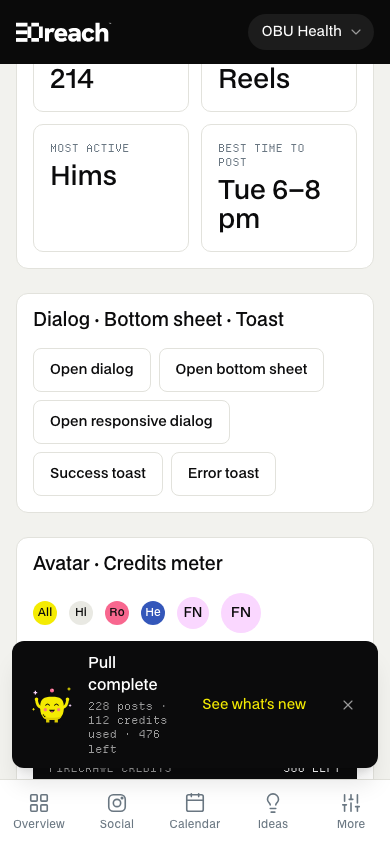 reach
OBU Health
214
Reels
MOST ACTIVE
Hims
BEST TIME TO
POST
Tue 6–8
pm
Dialog · Bottom sheet · Toast
Open dialog
Open bottom sheet
Open responsive dialog
Success toast
Error toast
Avatar · Credits meter
All
Hi
Ro
He
FN
FN
Pull
complete
228 posts ·
112 credits
used · 476
left
See what's new
FIRECRAWL CREDITS
Overview
Social
Calendar
Ideas
More